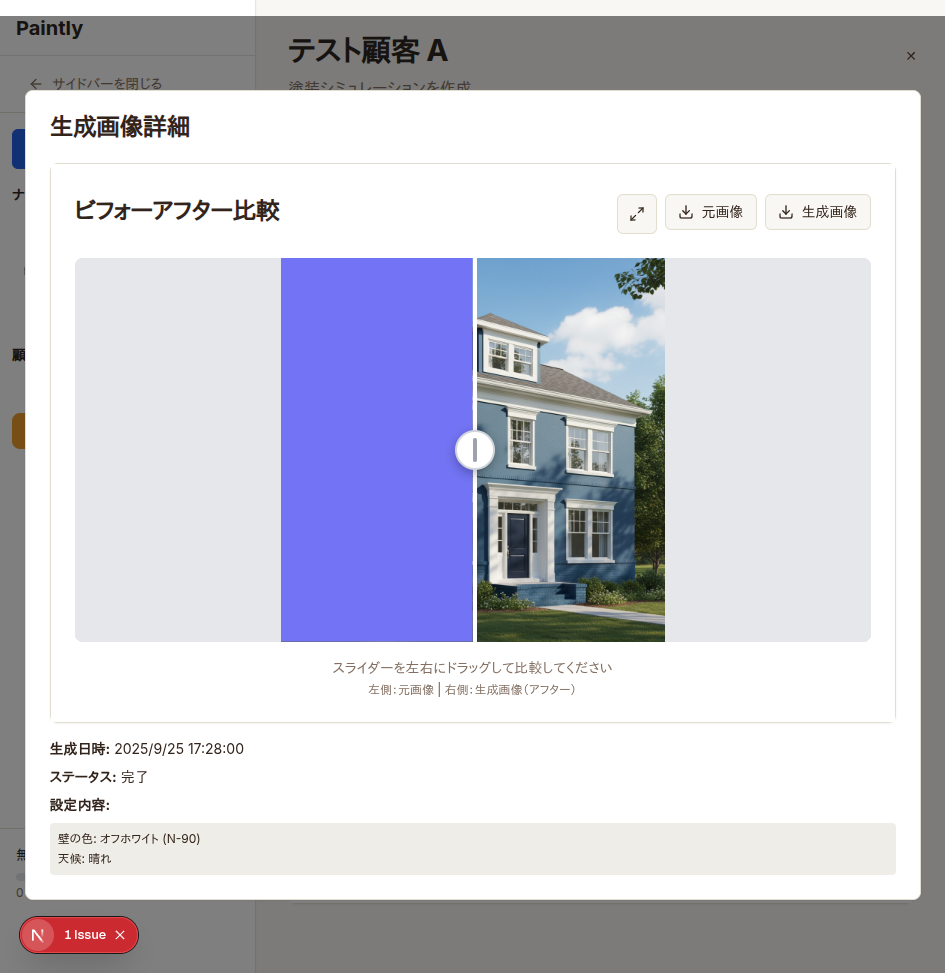 Paintly
テスト顧客 A
サイドバーを閉じる
塗装シミュレーションを作成
生成画像詳細
ビフォーアフター比較
元画像
生成画像
スライダーを左右にドラッグして比較してください
左側:元画像 | 右側:生成画像(アフター)
生成日時: 2025/9/25 17:28:00
ステータス: 完了
設定内容:
壁の色: オフホワイト (N-90)
天候: 晴れ
ナ
顧
無
0
N
1 Issue